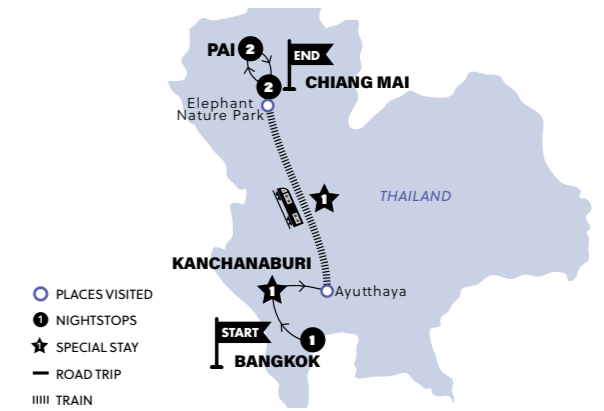 PAI 2
END
2
CHIANG MAI
Elephant
Nature Park
1
THAILAND
KANCHANABURI
1
Ayutthaya
START
1
BANGKOK
PLACES VISITED
1 NIGHTSTOPS
1 SPECIAL STAY
ROAD TRIP
TRAIN